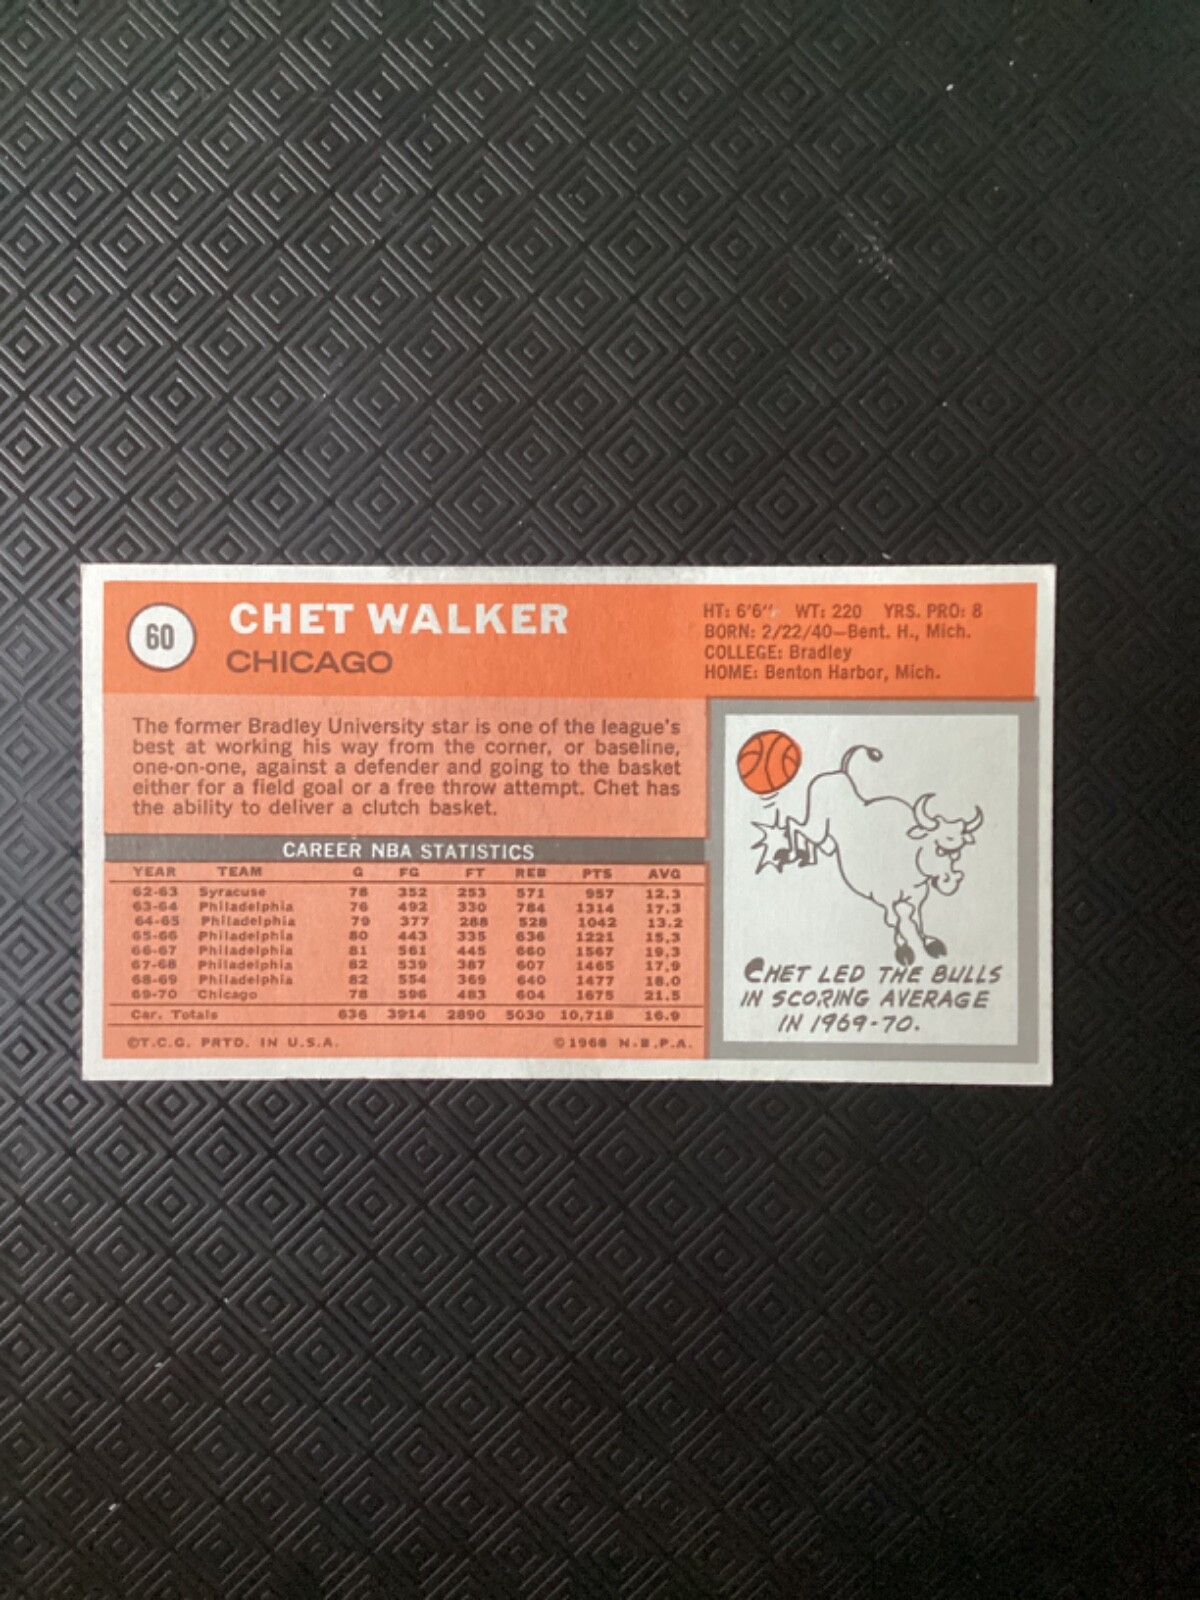 60
CHET WALKER
CHICAGO
HT: 6'6" WT: 220 YRS. PRO: 8
BORN: 2/22/40—Bent. H., Mich.
COLLEGE: Bradley
HOME: Benton Harbor, Mich.
The former Bradley University star is one of the league's
best at working his way from the corner, or baseline,
one-on-one, against a defender and going to the basket
either for a field goal or a free throw attempt. Chet has
the ability to deliver a clutch basket.
CAREER NBA STATISTICS
YEAR TEAM G FG FT REB PTS AVG
62-63 Syracuse 78 352 253 571 957 12.3
63-64 Philadelphia 76 492 330 784 1314 17.3
64-65 Philadelphia 79 377 288 528 1042 13.2
65-66 Philadelphia 80 443 335 636 1221 15.3
66-67 Philadelphia 81 561 445 660 1567 19.3
67-68 Philadelphia 82 539 387 607 1465 17.9
68-69 Philadelphia 82 554 369 640 1477 18.0
69-70 Chicago 78 596 483 604 1675 21.5
Car. Totals 636 3914 2890 5030 10,718 16.9
©T.C.G. PRTD. IN U.S.A. ©1968 N.B.P.A.
CHET LED THE BULLS
IN SCORING AVERAGE
IN 1969-70.